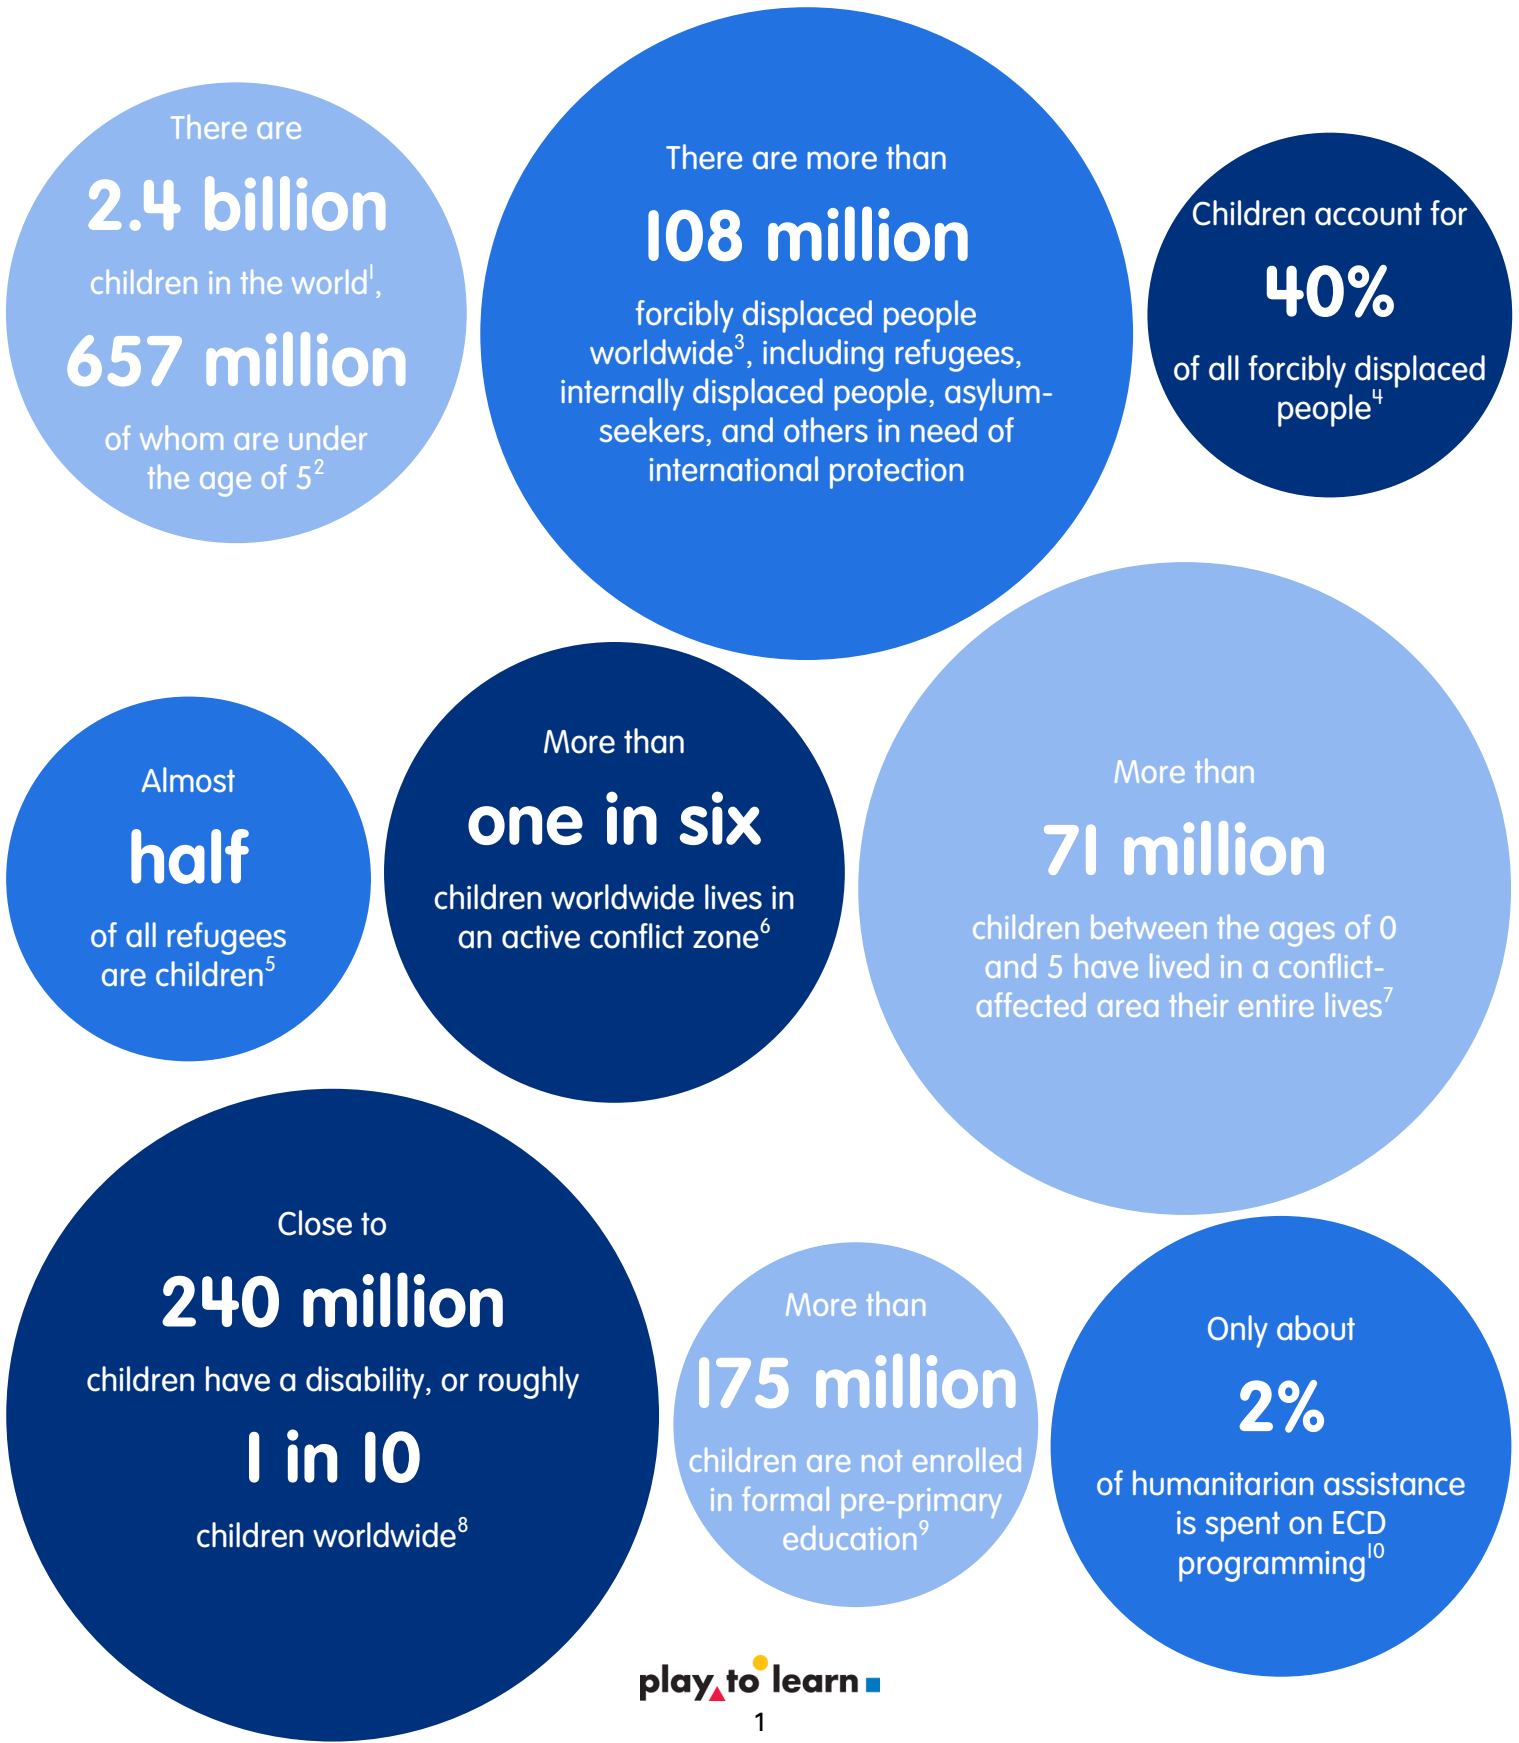 There are
2.4 billion
children in the world¹,
657 million
of whom are under
the age of 5²
There are more than
108 million
forcibly displaced people
worldwide³, including refugees,
internally displaced people, asylum-
seekers, and others in need of
international protection
Children account for
40%
of all forcibly displaced
people⁴
Almost
half
of all refugees
are children⁵
More than
one in six
children worldwide lives in
an active conflict zone⁶
More than
71 million
children between the ages of 0
and 5 have lived in a conflict-
affected area their entire lives⁷
Close to
240 million
children have a disability, or roughly
1 in 10
children worldwide⁸
More than
175 million
children are not enrolled
in formal pre-primary
education⁹
Only about
2%
of humanitarian assistance
is spent on ECD
programming¹⁰
play to learn
1